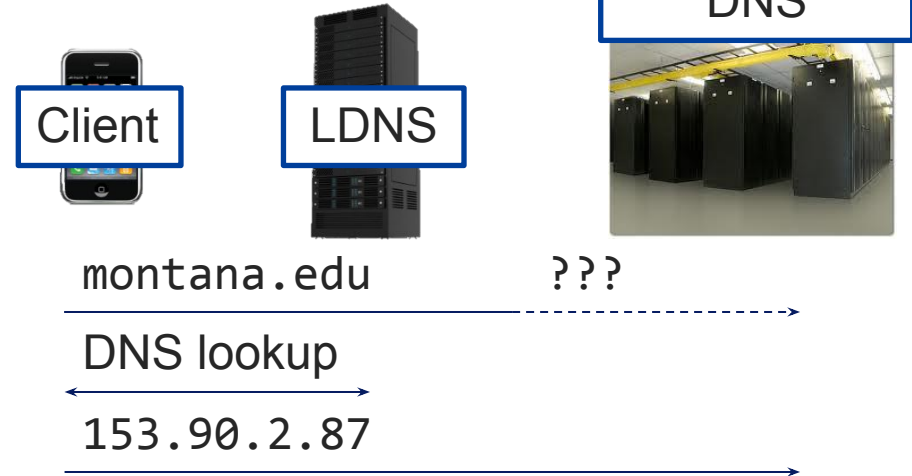 DNS
Client
LDNS
montana.edu ???
DNS lookup
153.90.2.87